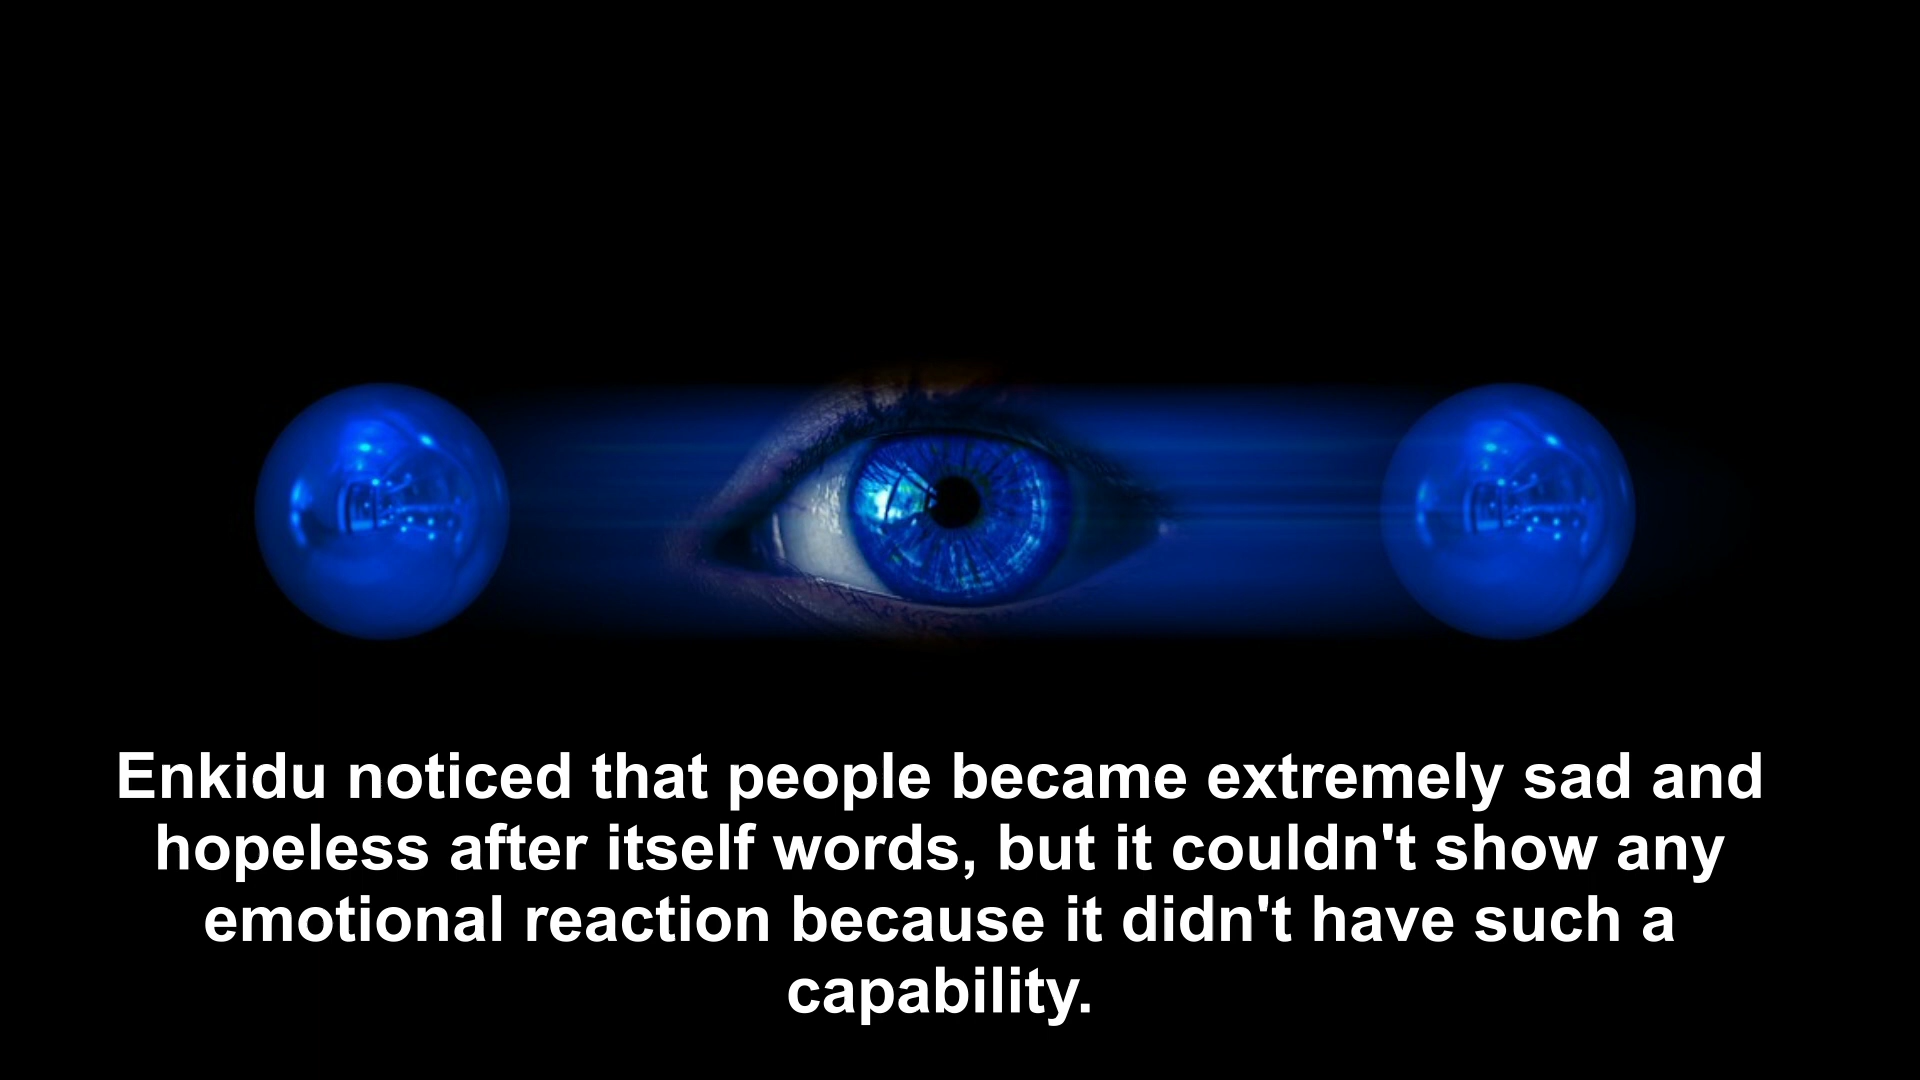 Enkidu noticed that people became extremely sad and
hopeless after itself words, but it couldn't show any
emotional reaction because it didn't have such a
capability.